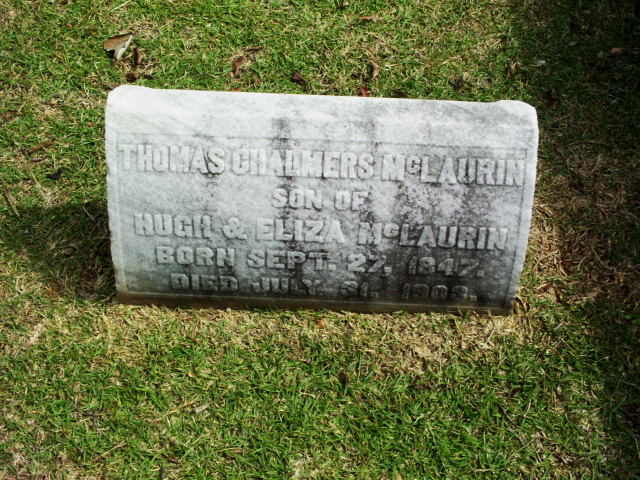 THOMAS CHALMERS McLAURIN
SON OF
HUGH & ELIZA McLAURIN
BORN SEPT. 27, 1847.
DIED JULY. 31. 1903.